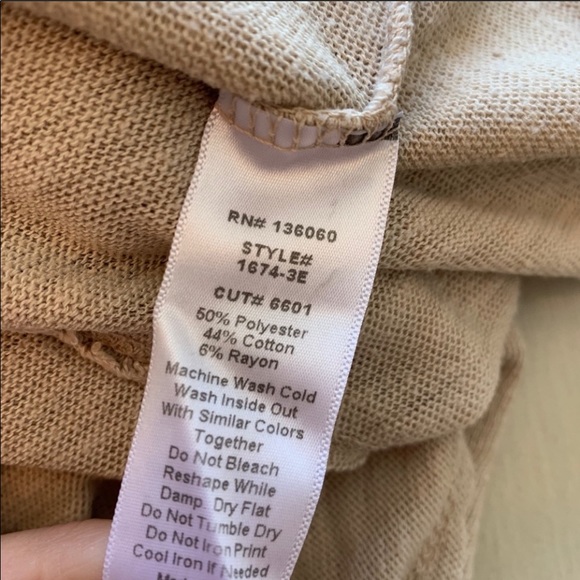 RN# 136060
STYLE#
1674-3E
CUT# 6601
50% Polyester
44% Cotton
6% Rayon
Machine Wash Cold
Wash Inside Out
With Similar Colors
Together
Do Not Bleach
Reshape While
Damp, Dry Flat
Do Not Tumble Dry
Do Not Iron Print
Cool Iron If Needed